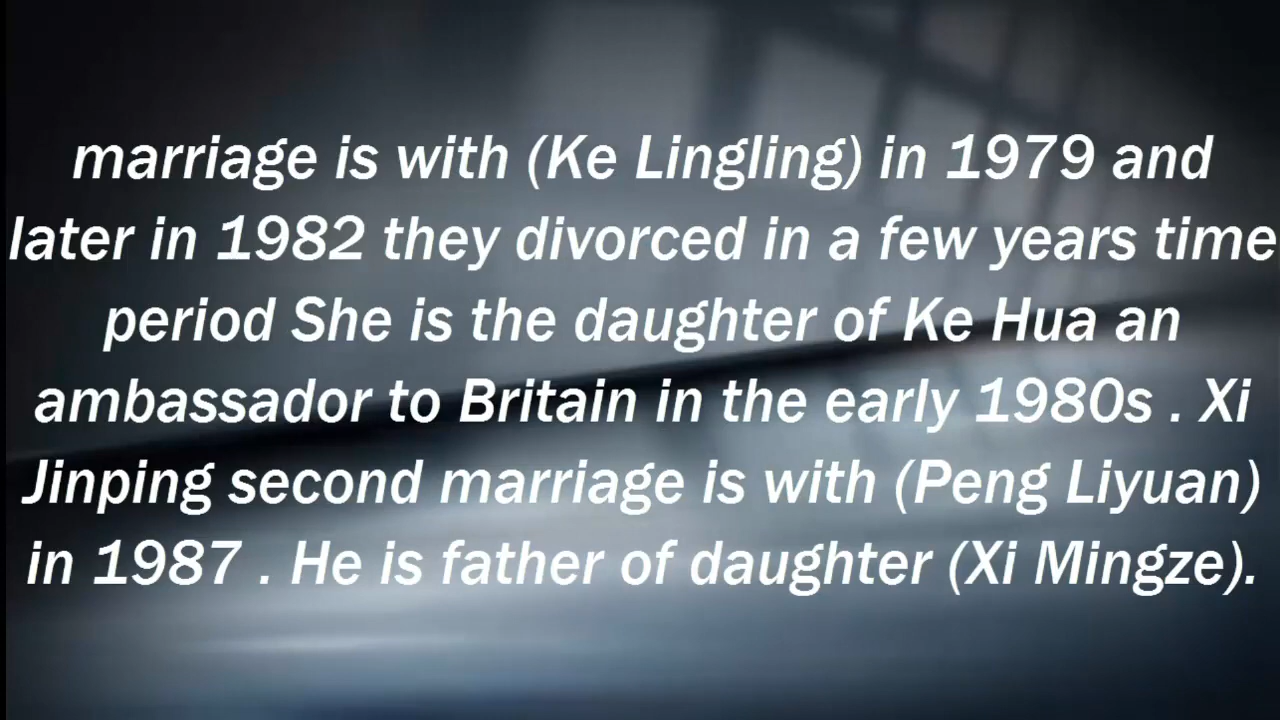 marriage is with (Ke Lingling) in 1979 and
later in 1982 they divorced in a few years time
period She is the daughter of Ke Hua an
ambassador to Britain in the early 1980s . Xi
Jinping second marriage is with (Peng Liyuan)
in 1987 . He is father of daughter (Xi Mingze).